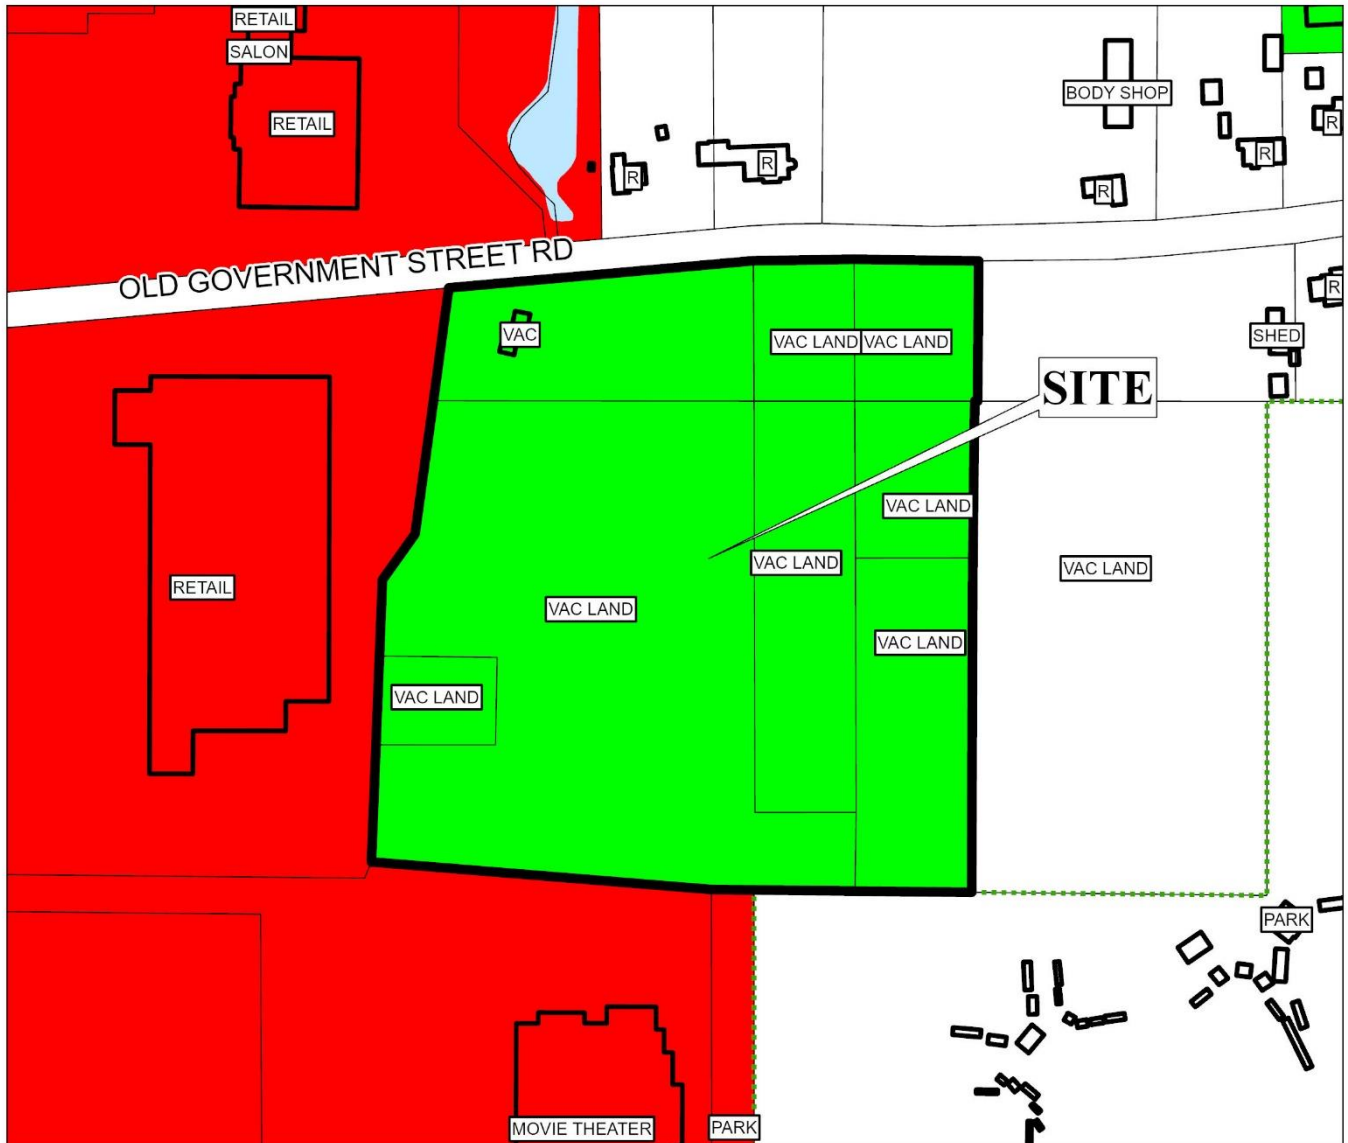 RETAIL
SALON
RETAIL
BODY SHOP
R
R
R
R
R
OLD GOVERNMENT STREET RD
R
VAC
VAC LAND
VAC LAND
SHED
SITE
VAC LAND
VAC LAND
VAC LAND
RETAIL
VAC LAND
VAC LAND
VAC LAND
PARK
MOVIE THEATER
PARK